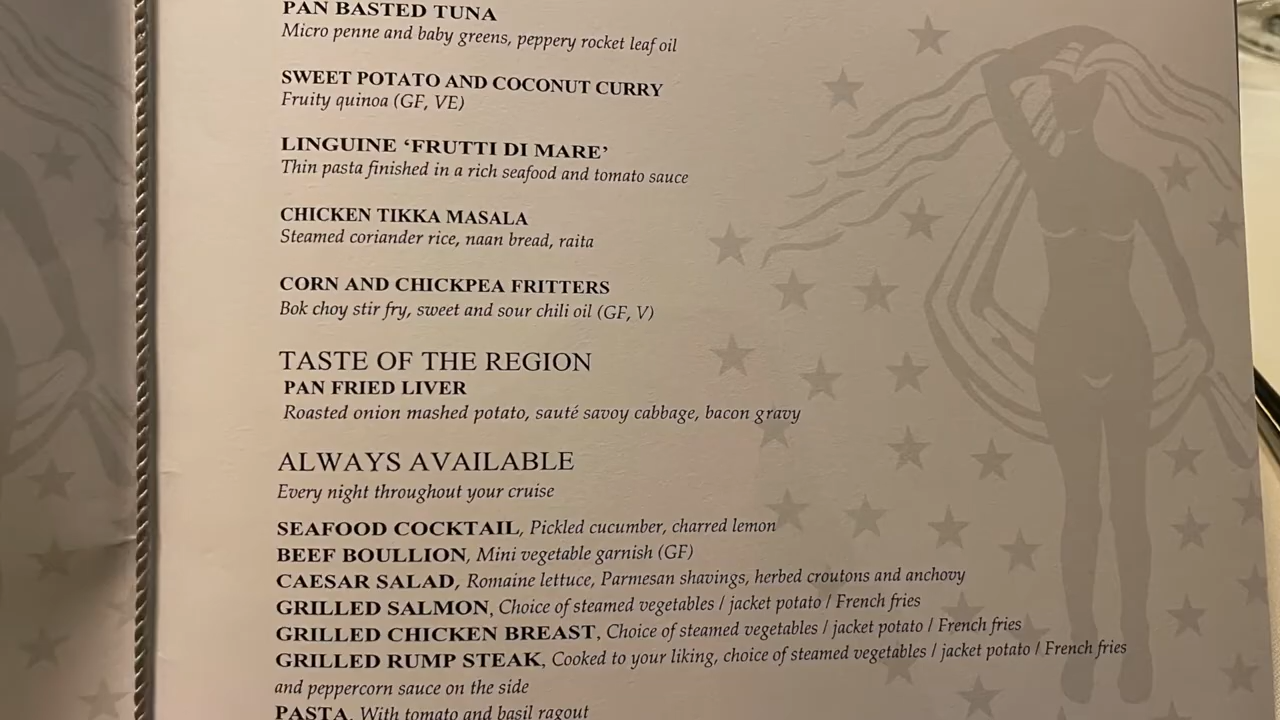 PAN BASTED TUNA
Micro penne and baby greens, peppery rocket leaf oil
SWEET POTATO AND COCONUT CURRY
Fruity quinoa (GF, VE)
LINGUINE ‘FRUTTI DI MARE’
Thin pasta finished in a rich seafood and tomato sauce
CHICKEN TIKKA MASALA
Steamed coriander rice, naan bread, raita
CORN AND CHICKPEA FRITTERS
Bok choy stir fry, sweet and sour chili oil (GF, V)
TASTE OF THE REGION
PAN FRIED LIVER
Roasted onion mashed potato, sauté savoy cabbage, bacon gravy
ALWAYS AVAILABLE
Every night throughout your cruise
SEAFOOD COCKTAIL, Pickled cucumber, charred lemon
BEEF BOULLION, Mini vegetable garnish (GF)
CAESAR SALAD, Romaine lettuce, Parmesan shavings, herbed croutons and anchovy
GRILLED SALMON, Choice of steamed vegetables / jacket potato / French fries
GRILLED CHICKEN BREAST, Choice of steamed vegetables / jacket potato / French fries
GRILLED RUMP STEAK, Cooked to your liking, choice of steamed vegetables / jacket potato / French fries
and peppercorn sauce on the side
PASTA, With tomato and basil ragout